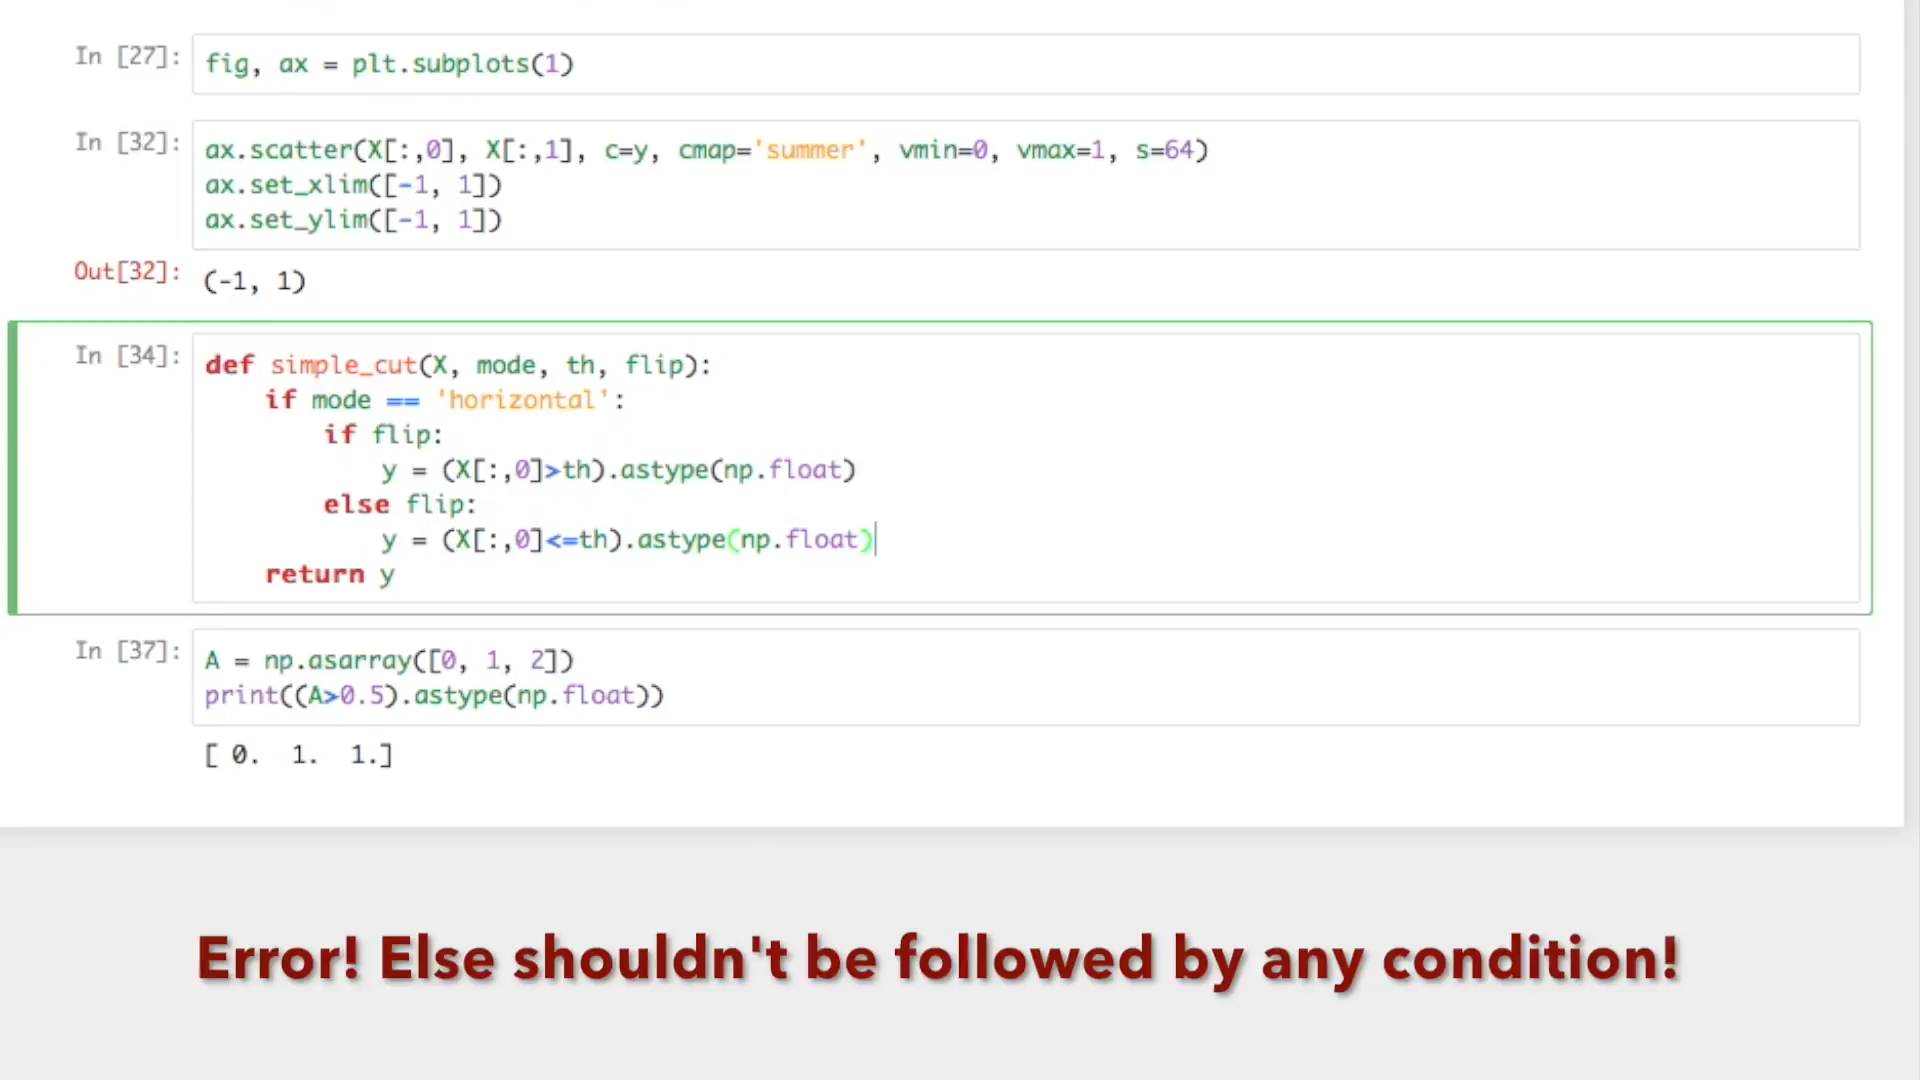 In [27]: fig, ax = plt.subplots(1)
In [32]: ax.scatter(X[:,0], X[:,1], c=y, cmap='summer', vmin=0, vmax=1, s=64)
ax.set_xlim([-1, 1])
ax.set_ylim([-1, 1])
Out[32]: (-1, 1)
In [34]: def simple_cut(X, mode, th, flip):
    if mode == 'horizontal':
        if flip:
            y = (X[:,0]>th).astype(np.float)
        else flip:
            y = (X[:,0]<=th).astype(np.float)
    return y
In [37]: A = np.asarray([0, 1, 2])
print((A>0.5).astype(np.float))
[ 0.  1.  1.]
Error! Else shouldn't be followed by any condition!